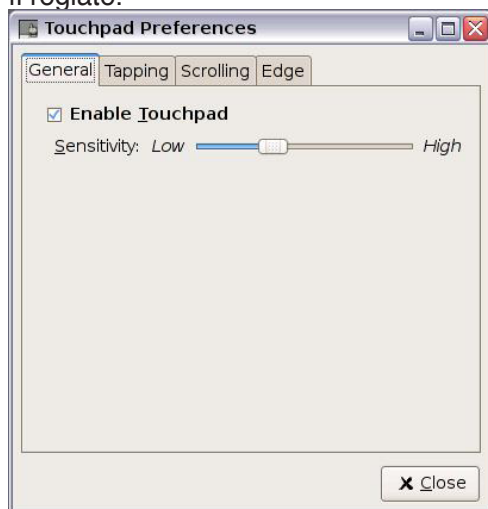 Touchpad Preferences
General Tapping Scrolling Edge
Enable Touchpad
Sensitivity: Low High
Close